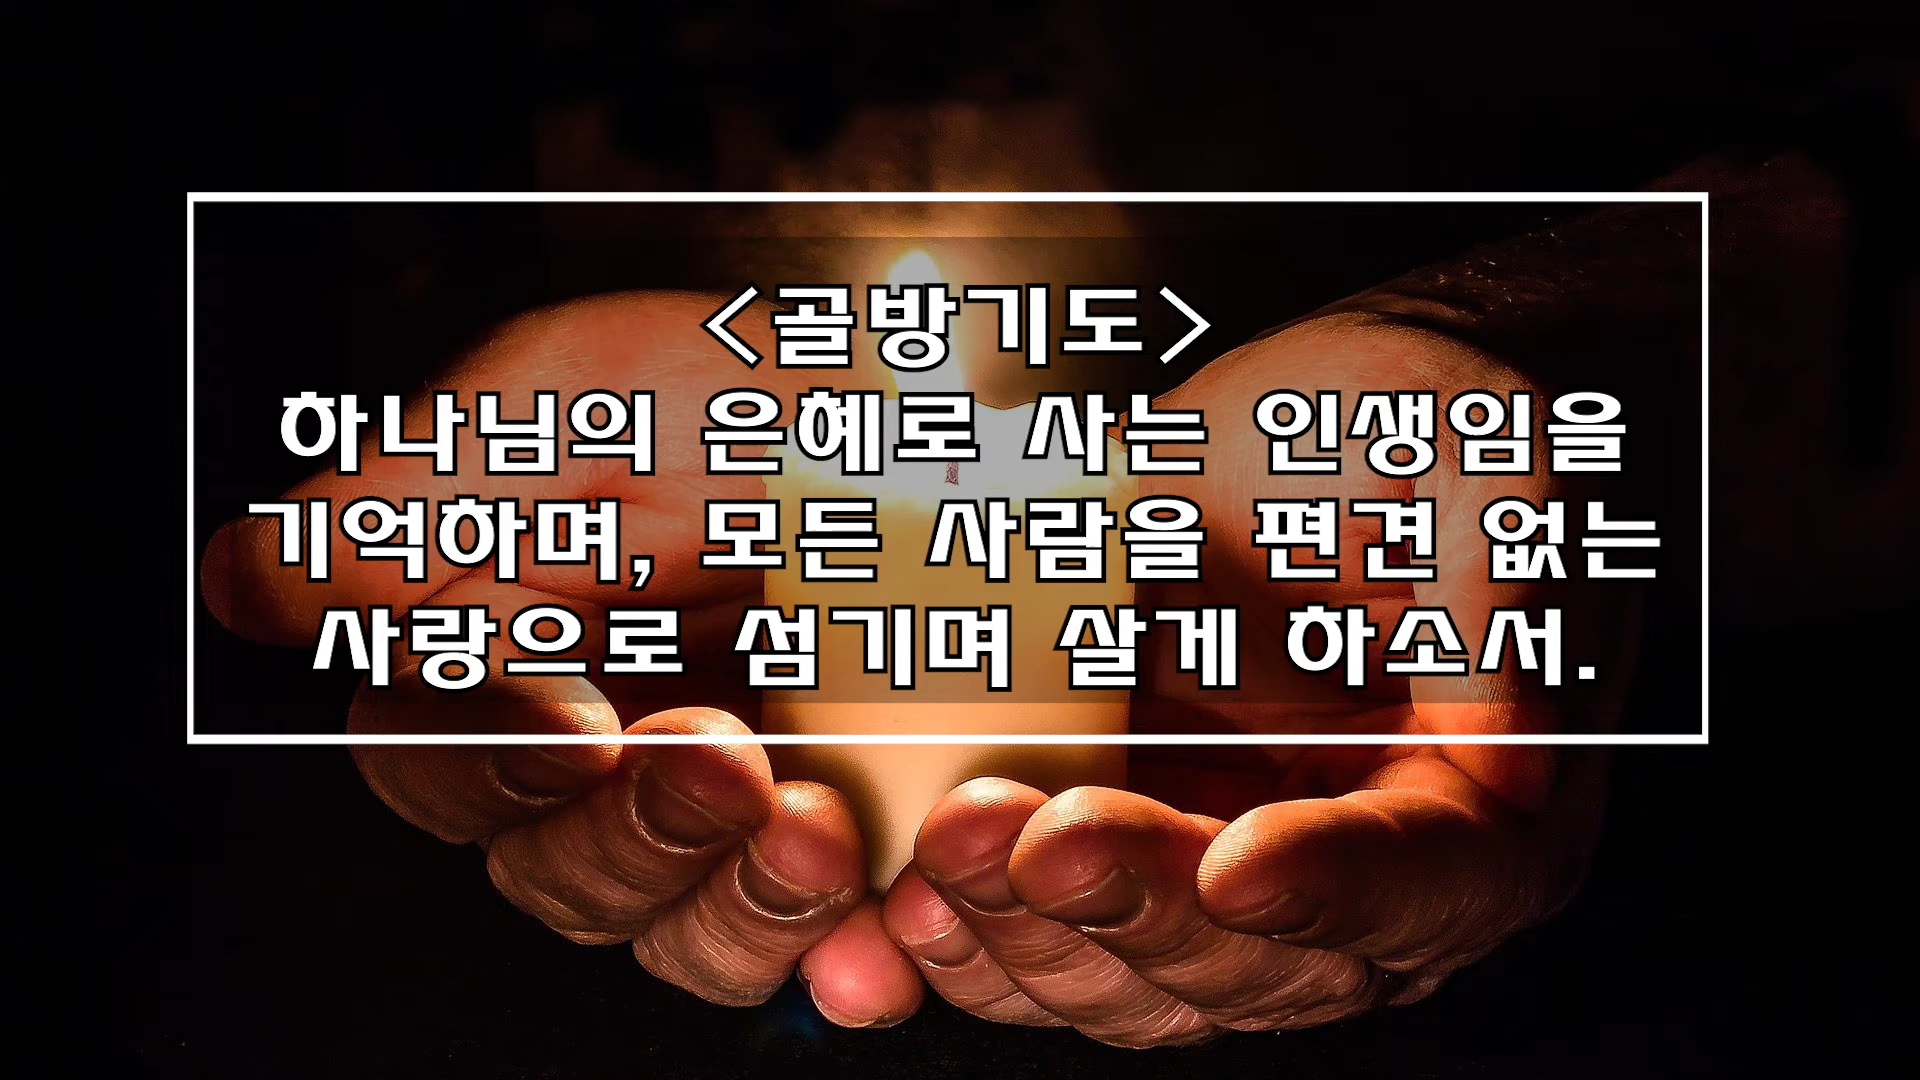 <골방기도>
하나님의 은혜로 사는 인생임을
기억하며, 모든 사람을 편견 없는
사랑으로 섬기며 살게 하소서.